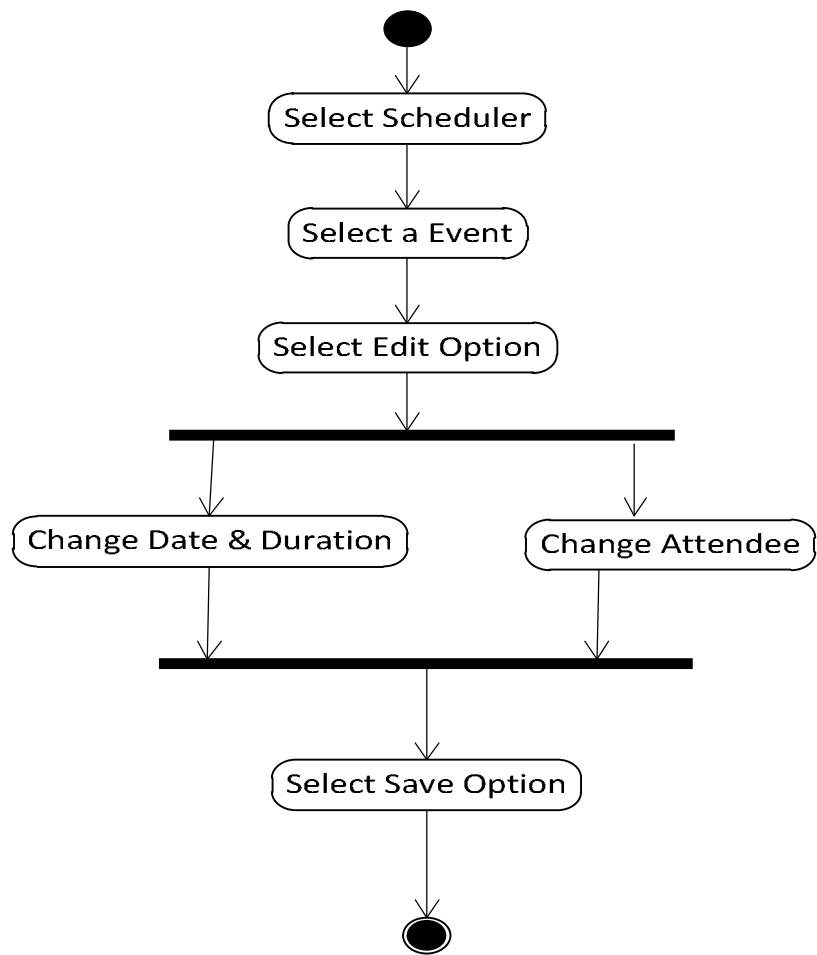 Select Scheduler
Select a Event
Select Edit Option
Change Date & Duration
Change Attendee
Select Save Option